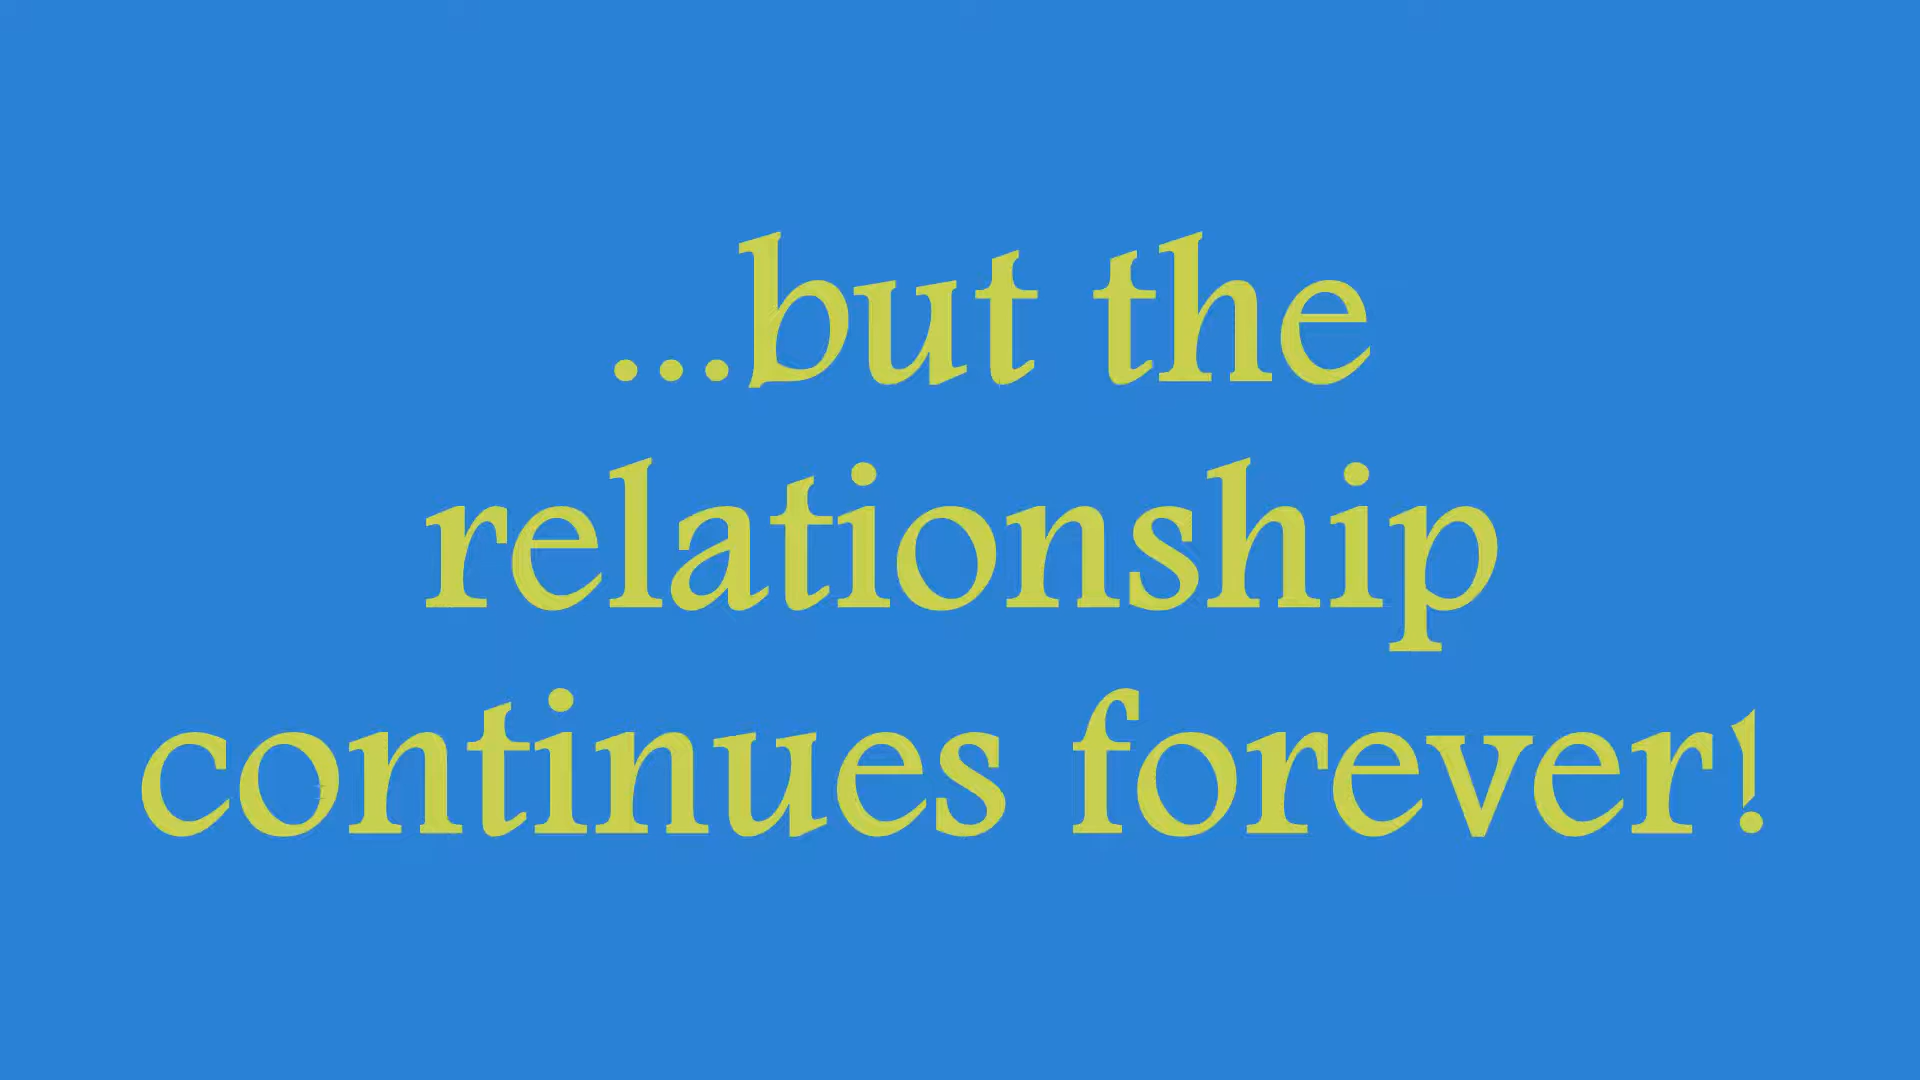 ...but the
relationship
continues forever!